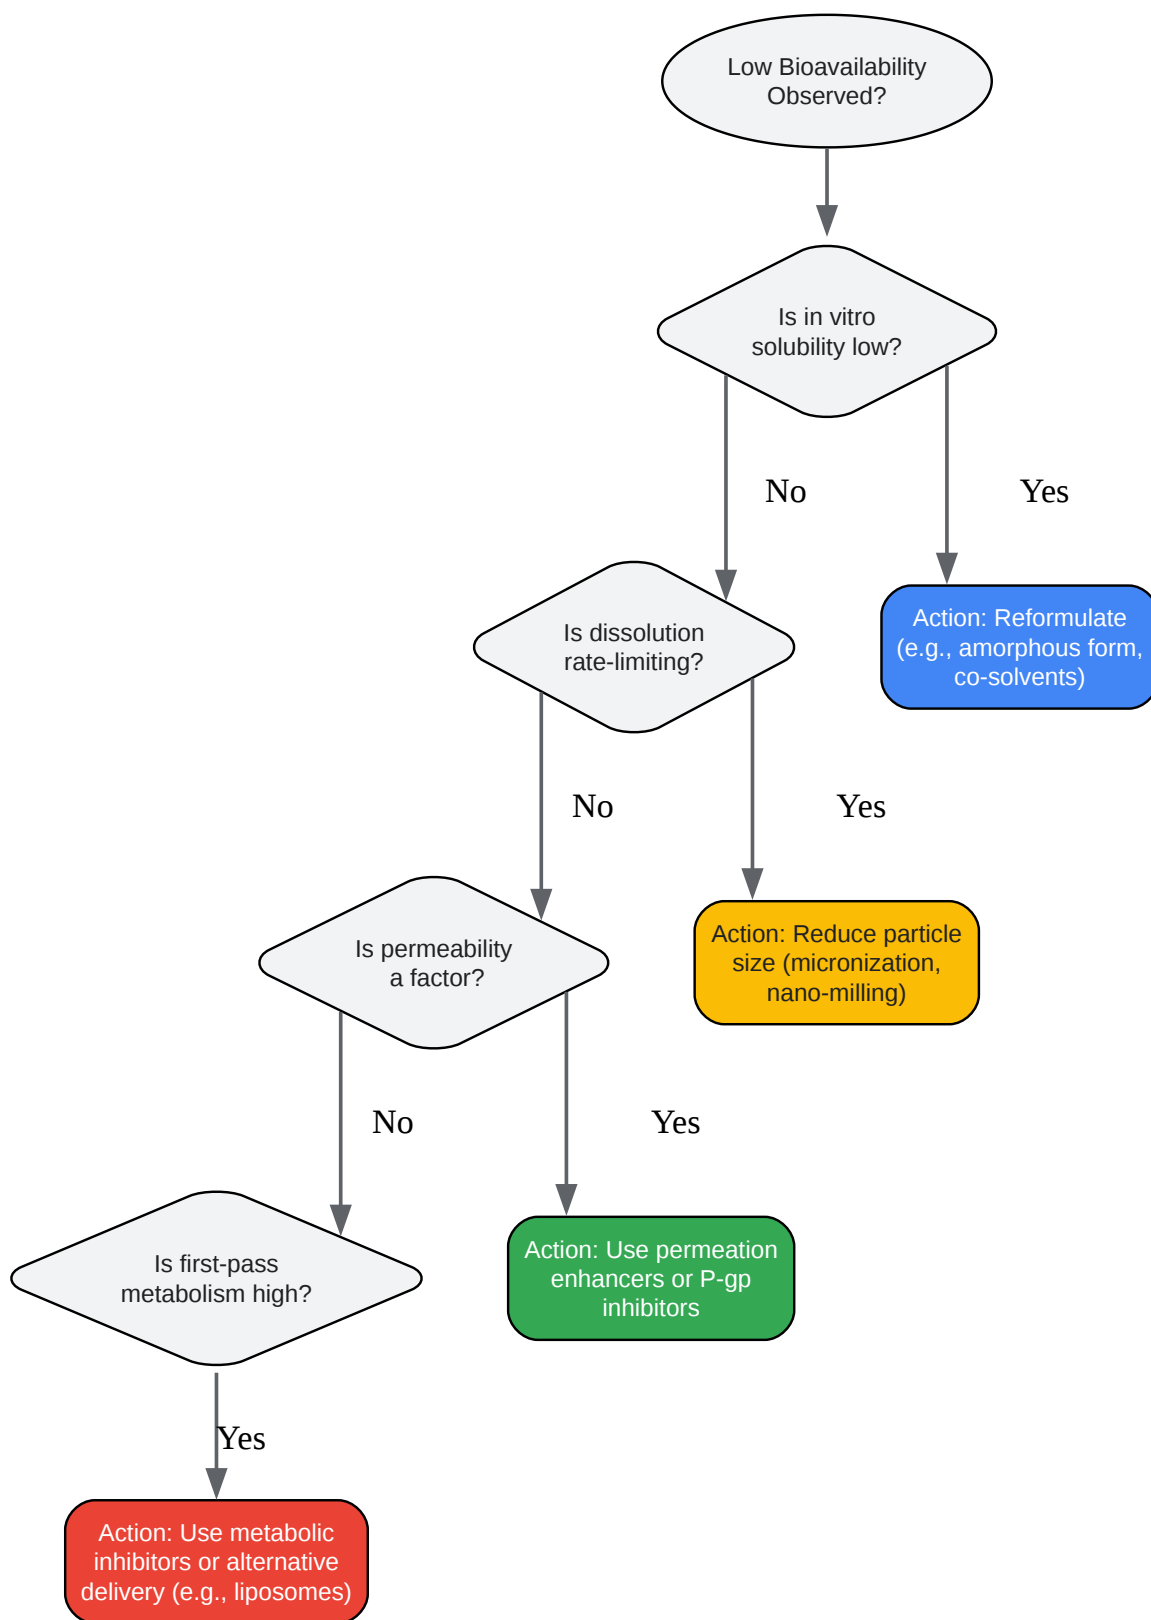 Low Bioavailability
Observed?
Is in vitro
solubility low?
No
Yes
Is dissolution
rate-limiting?
Action: Reformulate
(e.g., amorphous form,
co-solvents)
No
Yes
Is permeability
a factor?
Action: Reduce particle
size (micronization,
nano-milling)
No
Yes
Is first-pass
metabolism high?
Action: Use permeation
enhancers or P-gp
inhibitors
Yes
Action: Use metabolic
inhibitors or alternative
delivery (e.g., liposomes)